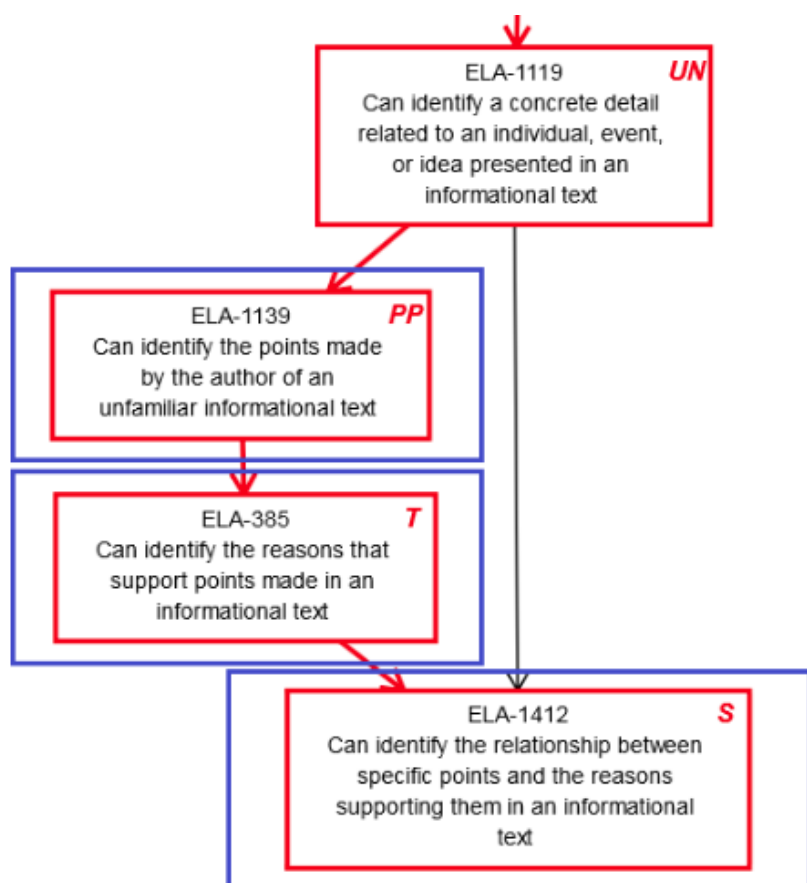 ELA-1119 UN
Can identify a concrete detail
related to an individual, event,
or idea presented in an
informational text
ELA-1139 PP
Can identify the points made
by the author of an
unfamiliar informational text
ELA-385 T
Can identify the reasons that
support points made in an
informational text
ELA-1412 S
Can identify the relationship between
specific points and the reasons
supporting them in an informational
text